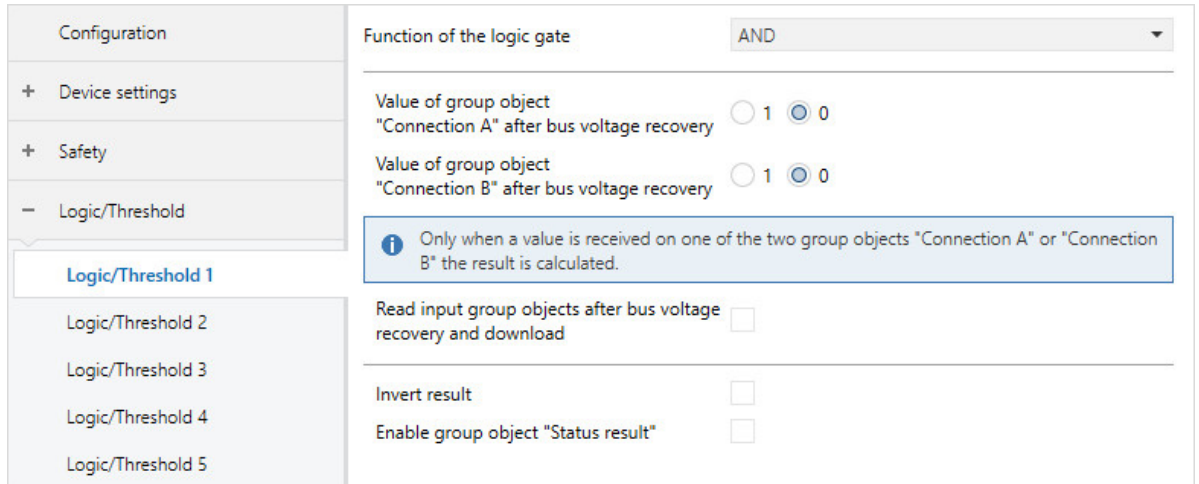 Configuration
+ Device settings
+ Safety
− Logic/Threshold
Logic/Threshold 1
Logic/Threshold 2
Logic/Threshold 3
Logic/Threshold 4
Logic/Threshold 5
Function of the logic gate AND
Value of group object
"Connection A" after bus voltage recovery 1 0
Value of group object
"Connection B" after bus voltage recovery 1 0
Only when a value is received on one of the two group objects "Connection A" or "Connection
B" the result is calculated.
Read input group objects after bus voltage
recovery and download
Invert result
Enable group object "Status result"